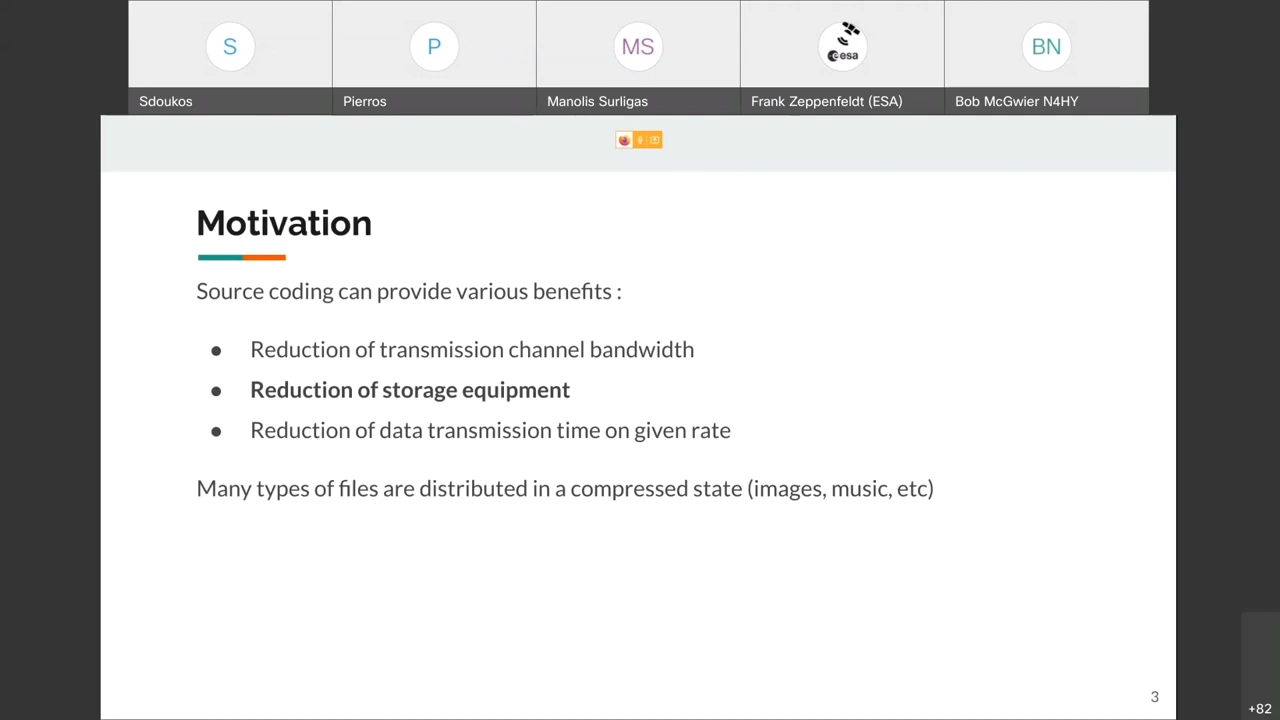 S
P
MS
esa
BN
Sdoukos
Pierros
Manolis Surligas
Frank Zeppenfeldt (ESA)
Bob McGwier N4HY
Motivation
Source coding can provide various benefits :
● Reduction of transmission channel bandwidth
● Reduction of storage equipment
● Reduction of data transmission time on given rate
Many types of files are distributed in a compressed state (images, music, etc)
3
+82